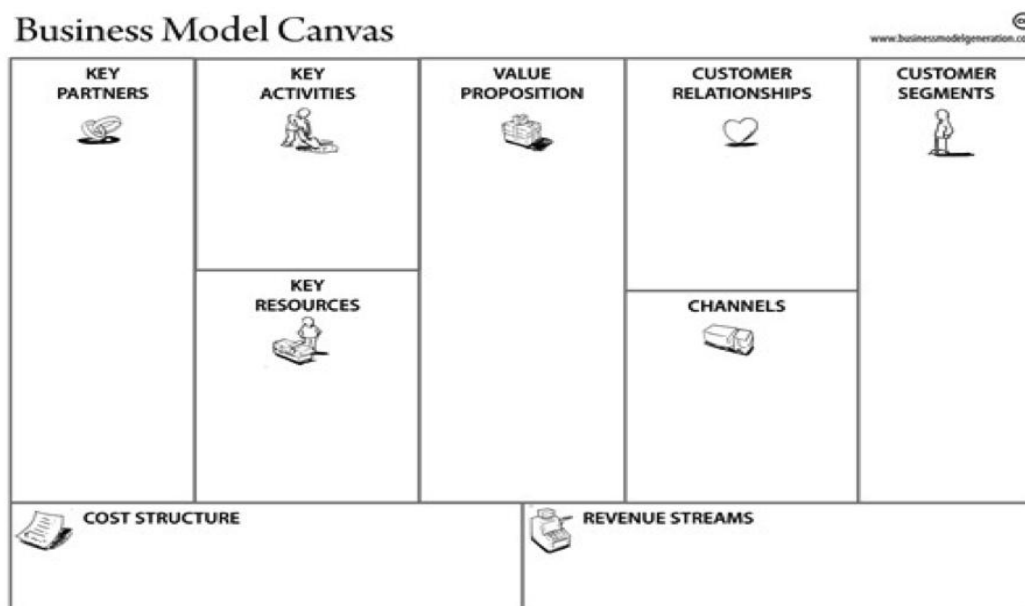 Business Model Canvas
www.businessmodelgeneration.co
KEY
PARTNERS
KEY
ACTIVITIES
VALUE
PROPOSITION
CUSTOMER
RELATIONSHIPS
CUSTOMER
SEGMENTS
KEY
RESOURCES
CHANNELS
COST STRUCTURE
REVENUE STREAMS